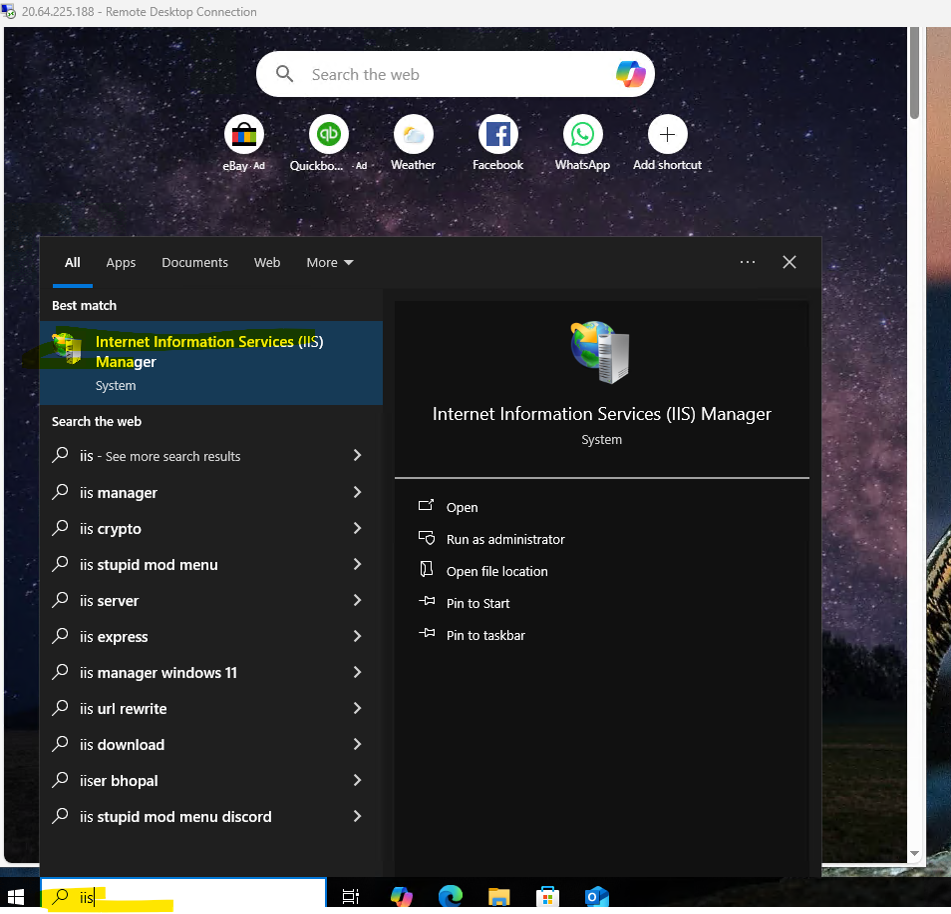 20.64.225.188 - Remote Desktop Connection
Search the web
eBay Ad
Quickbo... Ad
Weather
Facebook
WhatsApp
Add shortcut
All
Apps
Documents
Web
More
Best match
Internet Information Services (IIS)
Manager
System
Search the web
iis - See more search results
iis manager
iis crypto
iis stupid mod menu
iis server
iis express
iis manager windows 11
iis url rewrite
iis download
iiser bhopal
iis stupid mod menu discord
Internet Information Services (IIS) Manager
System
Open
Run as administrator
Open file location
Pin to Start
Pin to taskbar
iis